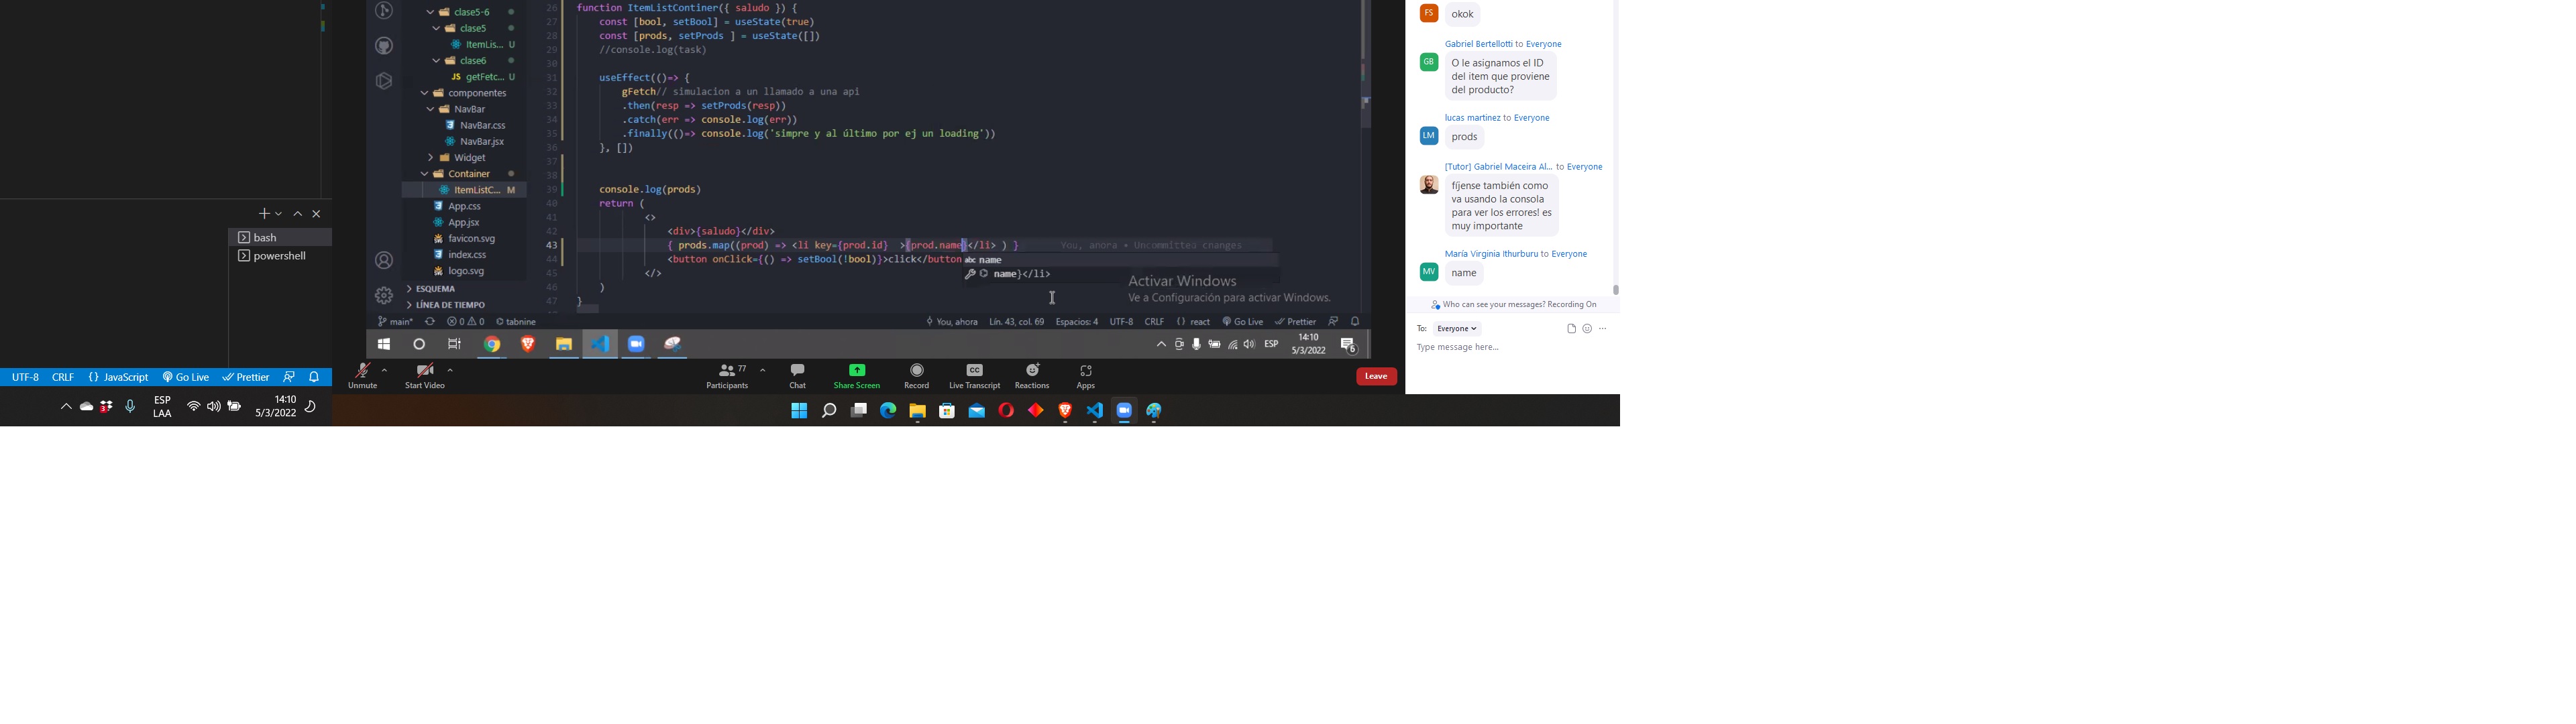 bash
powershell
UTF-8 CRLF {} JavaScript Go Live Prettier
ESP
LAA
14:10
5/3/2022
clase5-6
clase5
ItemLis... U
clase6
JS getFetc... U
componentes
NavBar
NavBar.css
NavBar.jsx
Widget
Container
ItemListC... M
App.css
App.jsx
favicon.svg
index.css
logo.svg
ESQUEMA
LÍNEA DE TIEMPO
26 function ItemListContiner({ saludo }) {
27 const [bool, setBool] = useState(true)
28 const [prods, setProds ] = useState([])
29 //console.log(task)
30
31 useEffect(()=> {
32 gFetch// simulacion a un llamado a una api
33 .then(resp => setProds(resp))
34 .catch(err => console.log(err))
35 .finally(()=> console.log('simpre y al último por ej un loading'))
36 }, [])
37
38
39 console.log(prods)
40 return (
41 <>
42 <div>{saludo}</div>
43 { prods.map((prod) => <li key={prod.id} >{prod.name}</li> ) } You, ahora • Uncommitted changes
44 <button onClick={() => setBool(!bool)}>click</button
45 </>
46 )
47 }
abc name
name}</li>
Activar Windows
Ve a Configuración para activar Windows.
main* 0 0 tabnine
You, ahora Lín. 43, col. 69 Espacios: 4 UTF-8 CRLF {} react Go Live Prettier
ESP
14:10
5/3/2022
6
Unmute
Start Video
77
Participants
Chat
Share Screen
Record
CC
Live Transcript
Reactions
Apps
Leave
FS
okok
Gabriel Bertellotti to Everyone
GB
O le asignamos el ID
del item que proviene
del producto?
lucas martinez to Everyone
LM
prods
[Tutor] Gabriel Maceira Al... to Everyone
fíjense también como
va usando la consola
para ver los errores! es
muy importante
María Virginia Ithurburu to Everyone
MV
name
Who can see your messages? Recording On
To: Everyone
Type message here...